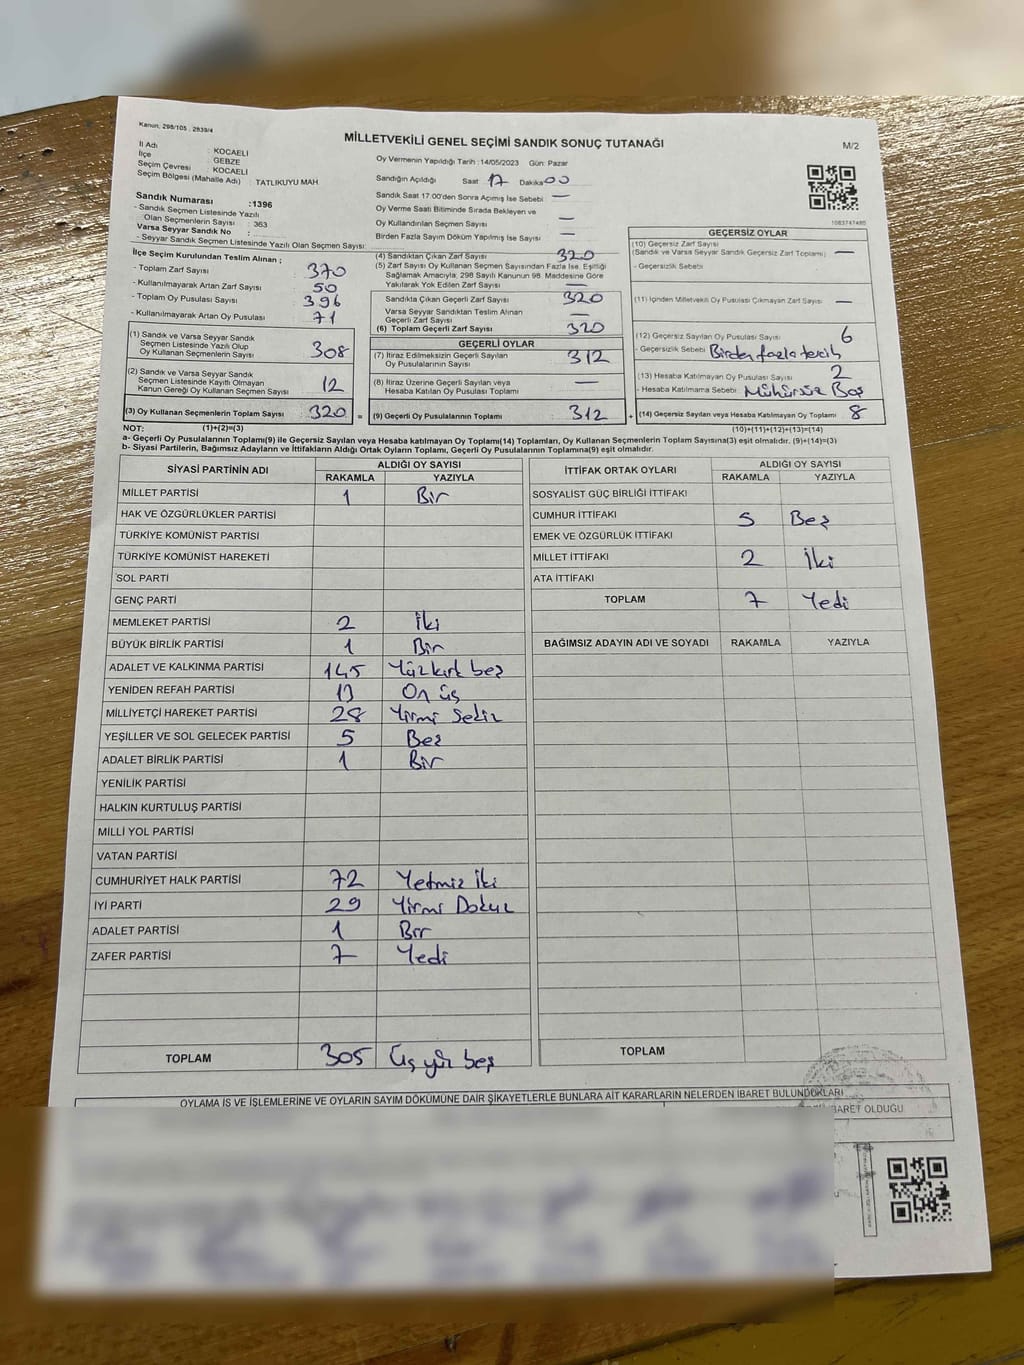 Kanun: 298/105 , 2839/4
MİLLETVEKİLİ GENEL SEÇİMİ SANDIK SONUÇ TUTANAĞI
M/2
İl Adı : KOCAELİ
İlçe : GEBZE
Seçim Çevresi : KOCAELİ
Seçim Bölgesi (Mahalle Adı) : TATLIKUYU MAH
Sandık Numarası : 1396
- Sandık Seçmen Listesinde Yazılı
Olan Seçmenlerin Sayısı : 363
Varsa Seyyar Sandık No :
- Seyyar Sandık Seçmen Listesinde Yazılı Olan Seçmen Sayısı:
Oy Vermenin Yapıldığı Tarih : 14/05/2023 Gün: Pazar
Sandığın Açıldığı Saat 17 Dakika 00
Sandık Saat 17:00'den Sonra Açımış İse Sebebi : —
Oy Verme Saati Bitiminde Sırada Bekleyen ve
Oy Kullandırılan Seçmen Sayısı : —
Birden Fazla Sayım Döküm Yapılmış İse Sayısı : —
1083747485
İlçe Seçim Kurulundan Teslim Alınan ;
- Toplam Zarf Sayısı : 370
- Kullanılmayarak Artan Zarf Sayısı : 50
- Toplam Oy Pusulası Sayısı : 396
- Kullanılmayarak Artan Oy Pusulası : 71
(1) Sandık ve Varsa Seyyar Sandık
Seçmen Listesinde Yazılı Olup
Oy Kullanan Seçmenlerin Sayısı : 308
(2) Sandık ve Varsa Seyyar Sandık
Seçmen Listesinde Kayıtlı Olmayan
Kanun Gereği Oy Kullanan Seçmen Sayısı : 12
(3) Oy Kullanan Seçmenlerin Toplam Sayısı : 320 =
(4) Sandıktan Çıkan Zarf Sayısı : 320
(5) Zarf Sayısı Oy Kullanan Seçmen Sayısından Fazla İse, Eşitliği
Sağlamak Amacıyla; 298 Sayılı Kanunun 98. Maddesine Göre
Yakılarak Yok Edilen Zarf Sayısı : —
Sandıkta Çıkan Geçerli Zarf Sayısı : 320
Varsa Seyyar Sandıktan Teslim Alınan
Geçerli Zarf Sayısı : —
(6) Toplam Geçerli Zarf Sayısı : 320
GEÇERLİ OYLAR
(7) İtiraz Edilmeksizin Geçerli Sayılan
Oy Pusulalarının Sayısı : 312
(8) İtiraz Üzerine Geçerli Sayılan veya
Hesaba Katılan Oy Pusulası Toplamı : —
(9) Geçerli Oy Pusulalarının Toplamı : 312 +
GEÇERSİZ OYLAR
(10) Geçersiz Zarf Sayısı
(Sandık ve Varsa Seyyar Sandık Geçersiz Zarf Toplamı) : —
- Geçersizlik Sebebi :
(11) İçinden Milletvekili Oy Pusulası Çıkmayan Zarf Sayısı : —
(12) Geçersiz Sayılan Oy Pusulası Sayısı : 6
- Geçersizlik Sebebi : Birden fazla tercih
(13) Hesaba Katılmayan Oy Pusulası Sayısı : 2
- Hesaba Katılmama Sebebi : Mühürsüz Boş
(14) Geçersiz Sayılan veya Hesaba Katılmayan Oy Toplamı : 8
NOT: (1)+(2)=(3) (10)+(11)+(12)+(13)=(14)
a- Geçerli Oy Pusulalarının Toplamı(9) ile Geçersiz Sayılan veya Hesaba katılmayan Oy Toplamı(14) Toplamları, Oy Kullanan Seçmenlerin Toplam Sayısına(3) eşit olmalıdır. (9)+(14)=(3)
b- Siyasi Partilerin, Bağımsız Adayların ve İttifakların Aldığı Ortak Oyların Toplamı, Geçerli Oy Pusulalarının Toplamına(9) eşit olmalıdır.
SİYASİ PARTİNİN ADI ALDIĞI OY SAYISI
RAKAMLA YAZIYLA
MİLLET PARTİSİ 1 Bir
HAK VE ÖZGÜRLÜKLER PARTİSİ
TÜRKİYE KOMÜNİST PARTİSİ
TÜRKİYE KOMÜNİST HAREKETİ
SOL PARTİ
GENÇ PARTİ
MEMLEKET PARTİSİ 2 İki
BÜYÜK BİRLİK PARTİSİ 1 Bir
ADALET VE KALKINMA PARTİSİ 145 Yüzkırk beş
YENİDEN REFAH PARTİSİ 13 On üç
MİLLİYETÇİ HAREKET PARTİSİ 28 Yirmi Sekiz
YEŞİLLER VE SOL GELECEK PARTİSİ 5 Beş
ADALET BİRLİK PARTİSİ 1 Bir
YENİLİK PARTİSİ
HALKIN KURTULUŞ PARTİSİ
MİLLİ YOL PARTİSİ
VATAN PARTİSİ
CUMHURİYET HALK PARTİSİ 72 Yetmiş İki
İYİ PARTİ 29 Yirmi Dokuz
ADALET PARTİSİ 1 Bir
ZAFER PARTİSİ 7 Yedi
TOPLAM 305 Üç yüz beş
İTTİFAK ORTAK OYLARI ALDIĞI OY SAYISI
RAKAMLA YAZIYLA
SOSYALİST GÜÇ BİRLİĞİ İTTİFAKI
CUMHUR İTTİFAKI 5 Beş
EMEK VE ÖZGÜRLÜK İTTİFAKI
MİLLET İTTİFAKI 2 İki
ATA İTTİFAKI
TOPLAM 7 Yedi
BAĞIMSIZ ADAYIN ADI VE SOYADI RAKAMLA YAZIYLA
TOPLAM
OYLAMA İŞ VE İŞLEMLERİNE VE OYLARIN SAYIM DÖKÜMÜNE DAİR ŞİKAYETLERLE BUNLARA AİT KARARLARIN NELERDEN İBARET BULUNDUKLARI
İBARET OLDUĞU